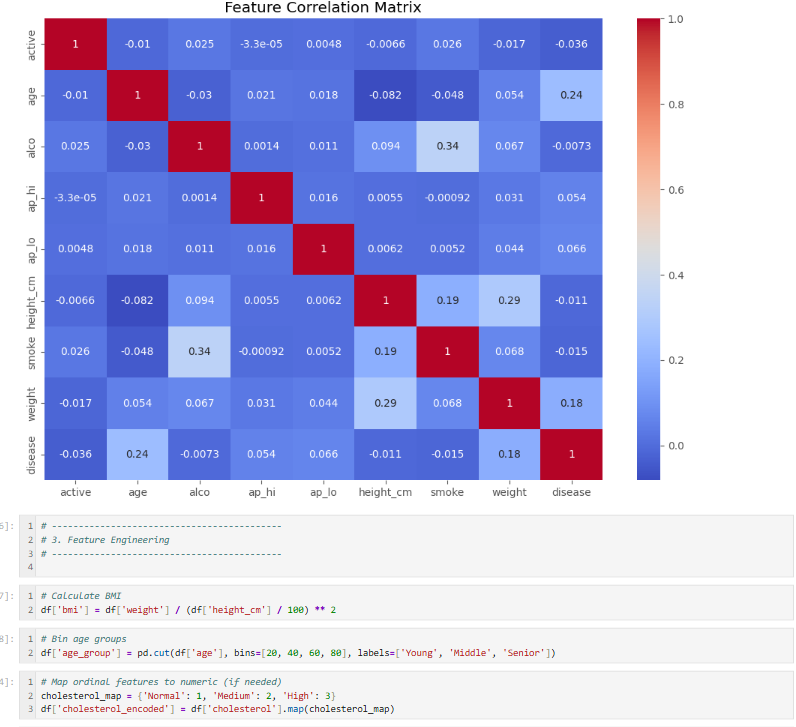 Feature Correlation Matrix
active 1 -0.01 0.025 -3.3e-05 0.0048 -0.0066 0.026 -0.017 -0.036
age -0.01 1 -0.03 0.021 0.018 -0.082 -0.048 0.054 0.24
alco 0.025 -0.03 1 0.0014 0.011 0.094 0.34 0.067 -0.0073
ap_hi -3.3e-05 0.021 0.0014 1 0.016 0.0055 -0.00092 0.031 0.054
ap_lo 0.0048 0.018 0.011 0.016 1 0.0062 0.0052 0.044 0.066
height_cm -0.0066 -0.082 0.094 0.0055 0.0062 1 0.19 0.29 -0.011
smoke 0.026 -0.048 0.34 -0.00092 0.0052 0.19 1 0.068 -0.015
weight -0.017 0.054 0.067 0.031 0.044 0.29 0.068 1 0.18
disease -0.036 0.24 -0.0073 0.054 0.066 -0.011 -0.015 0.18 1
active age alco ap_hi ap_lo height_cm smoke weight disease
1.0
0.8
0.6
0.4
0.2
0.0
6]: 1 # -------------------------------------------
2 # 3. Feature Engineering
3 # -------------------------------------------
4
7]: 1 # Calculate BMI
2 df['bmi'] = df['weight'] / (df['height_cm'] / 100) ** 2
8]: 1 # Bin age groups
2 df['age_group'] = pd.cut(df['age'], bins=[20, 40, 60, 80], labels=['Young', 'Middle', 'Senior'])
4]: 1 # Map ordinal features to numeric (if needed)
2 cholesterol_map = {'Normal': 1, 'Medium': 2, 'High': 3}
3 df['cholesterol_encoded'] = df['cholesterol'].map(cholesterol_map)